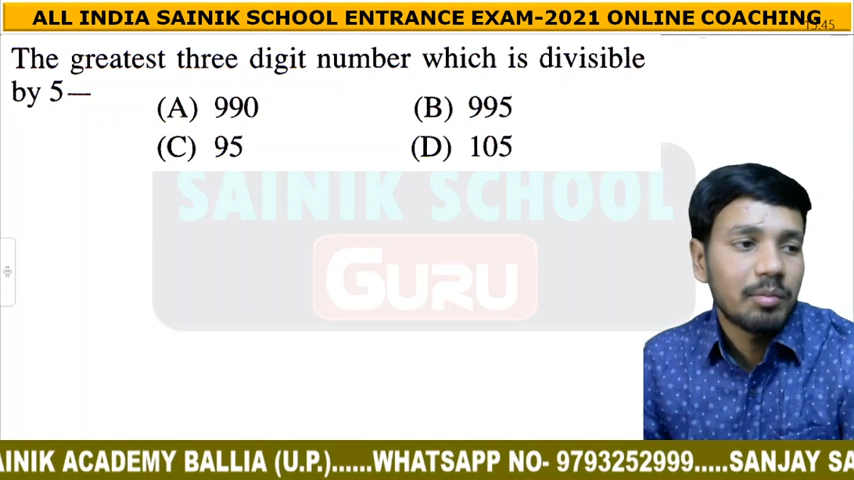 ALL INDIA SAINIK SCHOOL ENTRANCE EXAM-2021 ONLINE COACHING
The greatest three digit number which is divisible
by 5—
(A) 990 (B) 995
(C) 95 (D) 105
SAINIK SCHOOL
GURU
AINIK ACADEMY BALLIA (U.P.)......WHATSAPP NO- 9793252999.....SANJAY SA